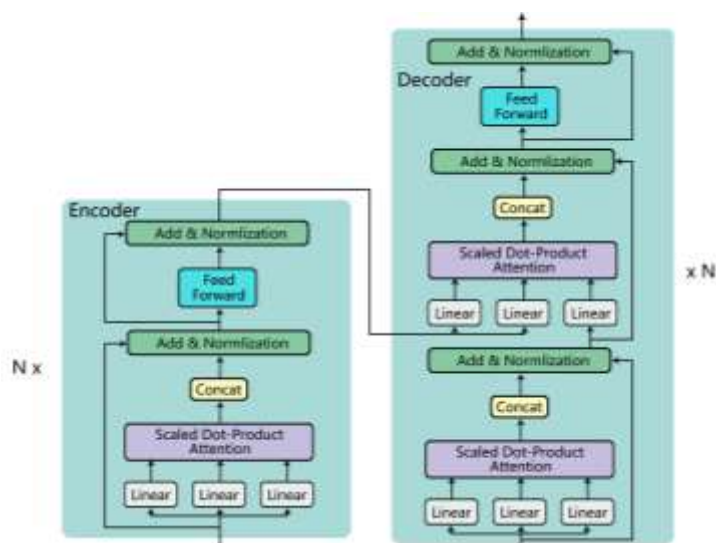 Add & Normlization
Decoder
Feed
Forward
Add & Normlization
Concat
Scaled Dot-Product
Attention
Linear
Linear
Linear
x N
Add & Normlization
Concat
Scaled Dot-Product
Attention
Linear
Linear
Linear
Encoder
Add & Normlization
Feed
Forward
Add & Normlization
N x
Concat
Scaled Dot-Product
Attention
Linear
Linear
Linear